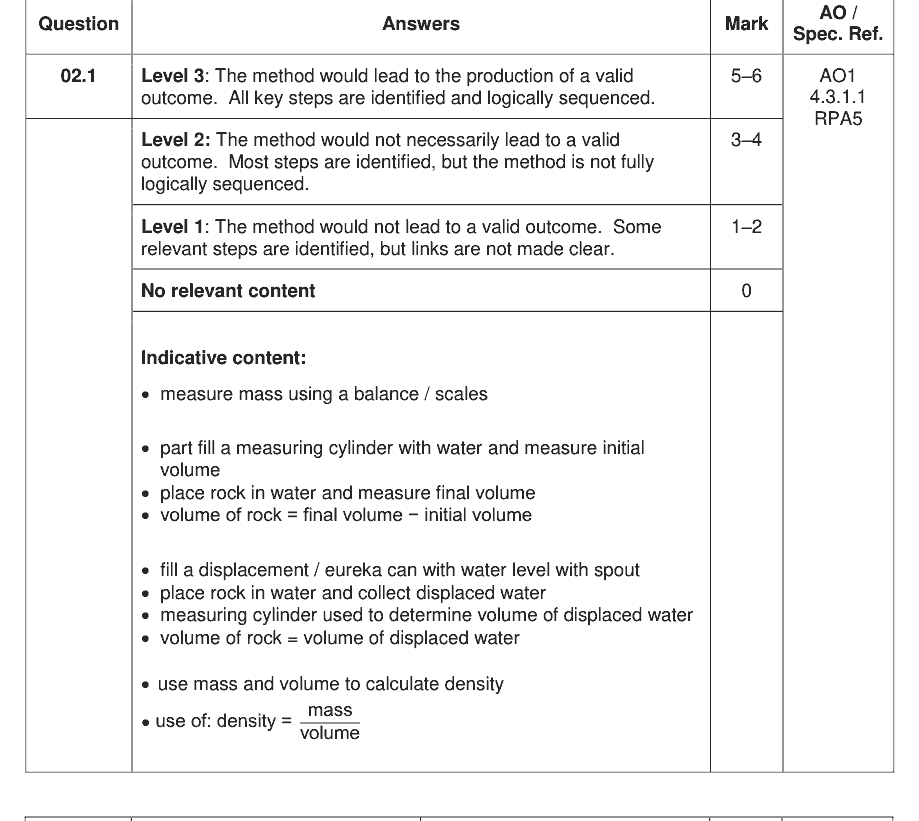 Question Answers Mark AO /
Spec. Ref.
02.1 Level 3: The method would lead to the production of a valid 5–6 AO1
outcome. All key steps are identified and logically sequenced. 4.3.1.1
RPA5
Level 2: The method would not necessarily lead to a valid 3–4
outcome. Most steps are identified, but the method is not fully
logically sequenced.
Level 1: The method would not lead to a valid outcome. Some 1–2
relevant steps are identified, but links are not made clear.
No relevant content 0
Indicative content:
• measure mass using a balance / scales
• part fill a measuring cylinder with water and measure initial
volume
• place rock in water and measure final volume
• volume of rock = final volume − initial volume
• fill a displacement / eureka can with water level with spout
• place rock in water and collect displaced water
• measuring cylinder used to determine volume of displaced water
• volume of rock = volume of displaced water
• use mass and volume to calculate density
• use of: density = mass
volume